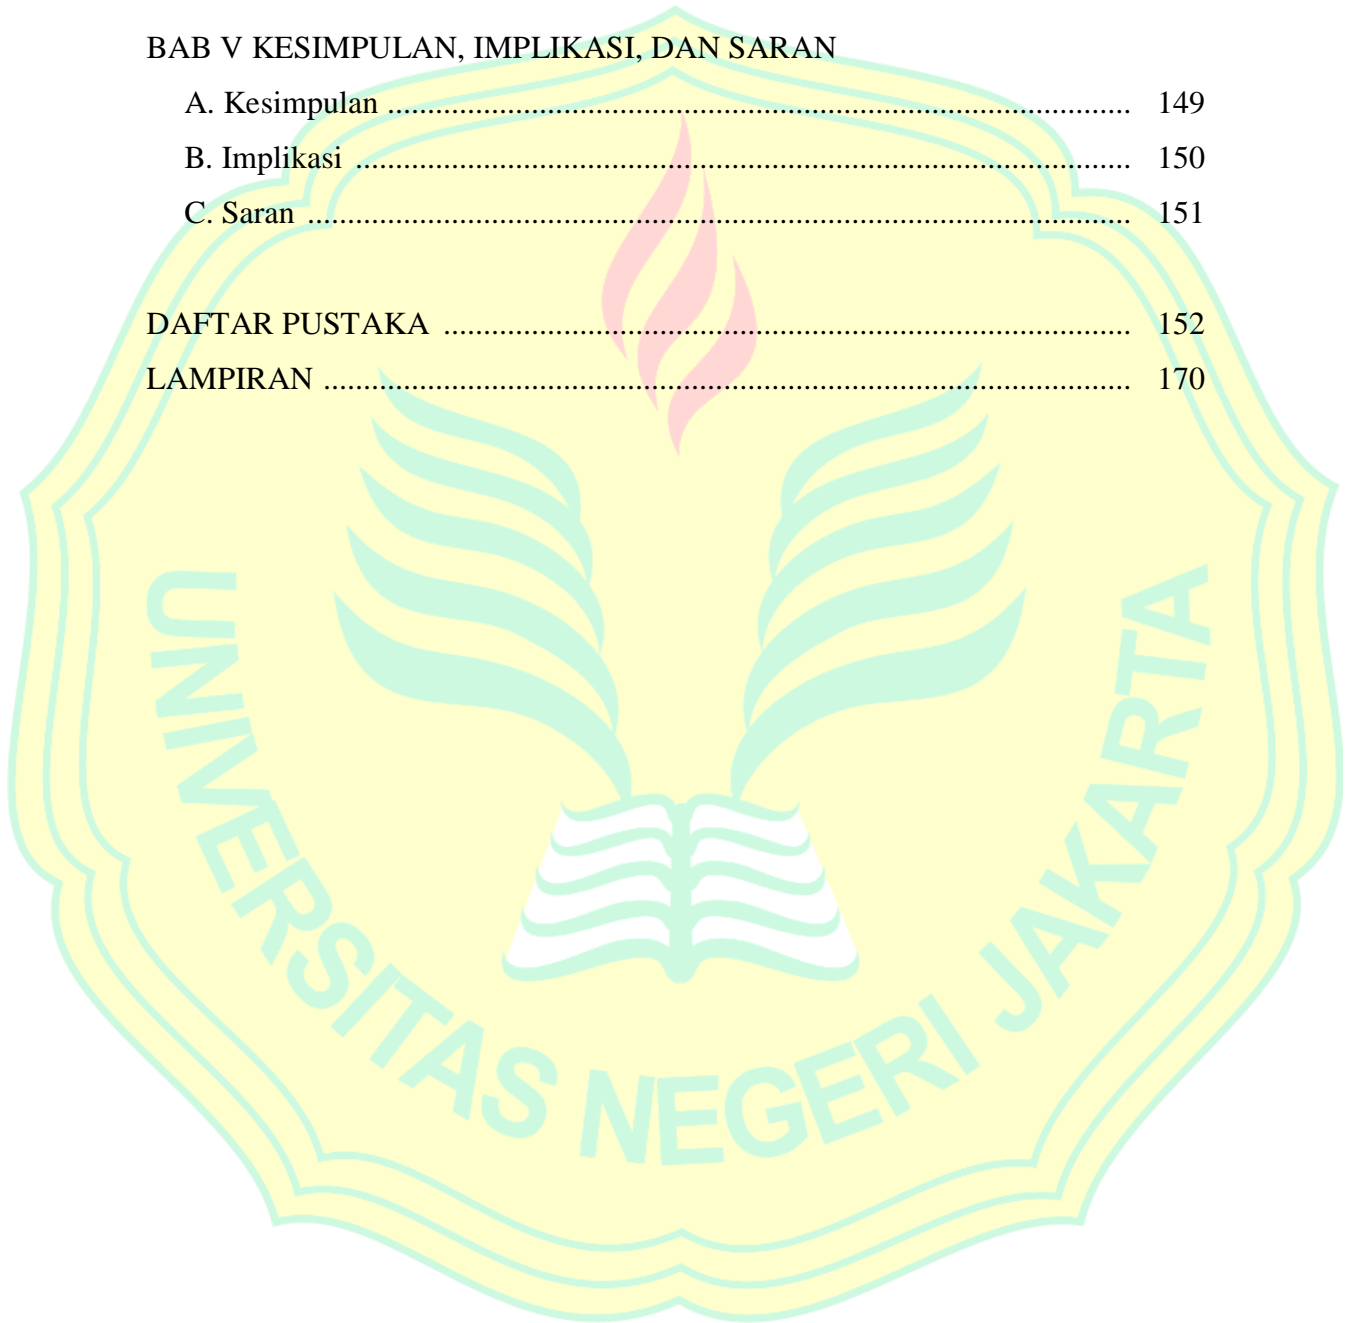 BAB V KESIMPULAN, IMPLIKASI, DAN SARAN
A. Kesimpulan ............................................................................................. 149
B. Implikasi ................................................................................................. 150
C. Saran ....................................................................................................... 151
DAFTAR PUSTAKA ...................................................................................... 152
LAMPIRAN ..................................................................................................... 170
UNIVERSITAS NEGERI JAKARTA